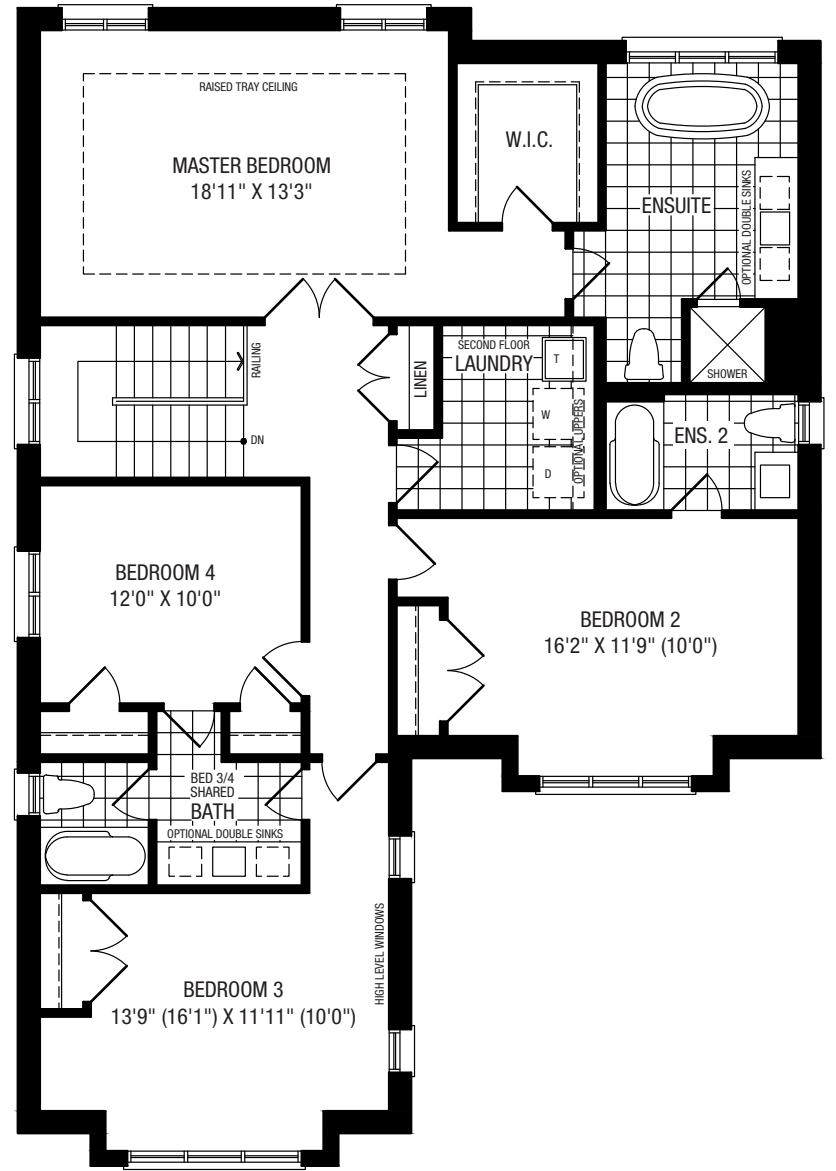 RAISED TRAY CEILING
MASTER BEDROOM
18'11" X 13'3"
W.I.C.
ENSUITE
OPTIONAL DOUBLE SINKS
SHOWER
RAILING
DN
LINEN
SECOND FLOOR
LAUNDRY
T
W
D
OPTIONAL UPPERS
ENS. 2
BEDROOM 4
12'0" X 10'0"
BEDROOM 2
16'2" X 11'9" (10'0")
BED 3/4
SHARED
BATH
OPTIONAL DOUBLE SINKS
HIGH LEVEL WINDOWS
BEDROOM 3
13'9" (16'1") X 11'11" (10'0")